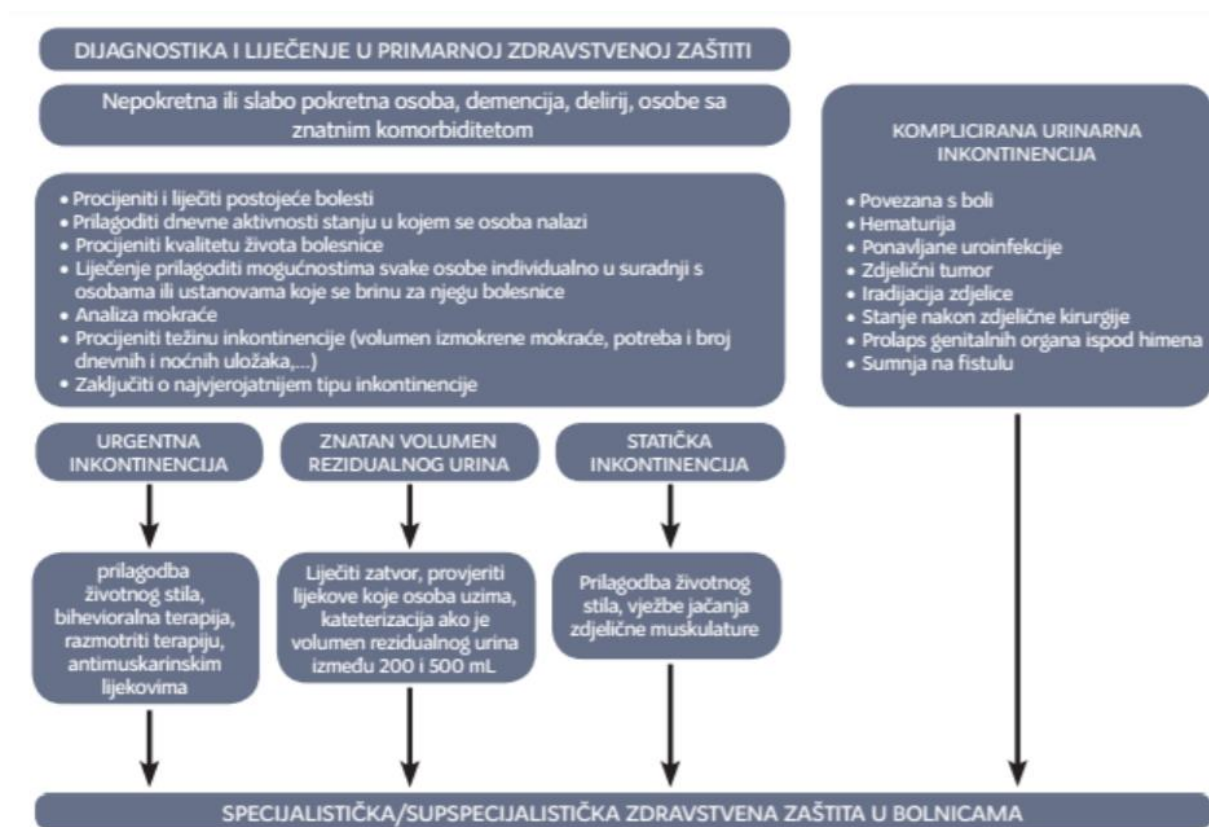 DIJAGNOSTIKA I LIJEČENJE U PRIMARNOJ ZDRAVSTVENOJ ZAŠTITI
Nepokretna ili slabo pokretna osoba, demencija, delirij, osobe sa
znatnim komorbiditetom
• Procijeniti i liječiti postojeće bolesti
• Prilagoditi dnevne aktivnosti stanju u kojem se osoba nalazi
• Procijeniti kvalitetu života bolesnice
• Liječenje prilagoditi mogućnostima svake osobe individualno u suradnji s
osobama ili ustanovama koje se brinu za njegu bolesnice
• Analiza mokraće
• Procijeniti težinu inkontinencije (volumen izmokrene mokraće, potreba i broj
dnevnih i noćnih uložaka,...)
• Zaključiti o najvjerojatnijem tipu inkontinencije
KOMPLICIRANA URINARNA
INKONTINENCIJA
• Povezana s boli
• Hematurija
• Ponavljane uroinfekcije
• Zdjelični tumor
• Iradijacija zdjelice
• Stanje nakon zdjelične kirurgije
• Prolaps genitalnih organa ispod himena
• Sumnja na fistulu
URGENTNA
INKONTINENCIJA
ZNATAN VOLUMEN
REZIDUALNOG URINA
STATIČKA
INKONTINENCIJA
prilagodba
životnog stila,
bihevioralna terapija,
razmotriti terapiju,
antimuskarinskim
lijekovima
Liječiti zatvor, provjeriti
lijekove koje osoba uzima,
kateterizacija ako je
volumen rezidualnog urina
između 200 i 500 mL
Prilagodba životnog
stila, vježbe jačanja
zdjelične muskulature
SPECIJALISTIČKA/SUPSPECIJALISTIČKA ZDRAVSTVENA ZAŠTITA U BOLNICAMA